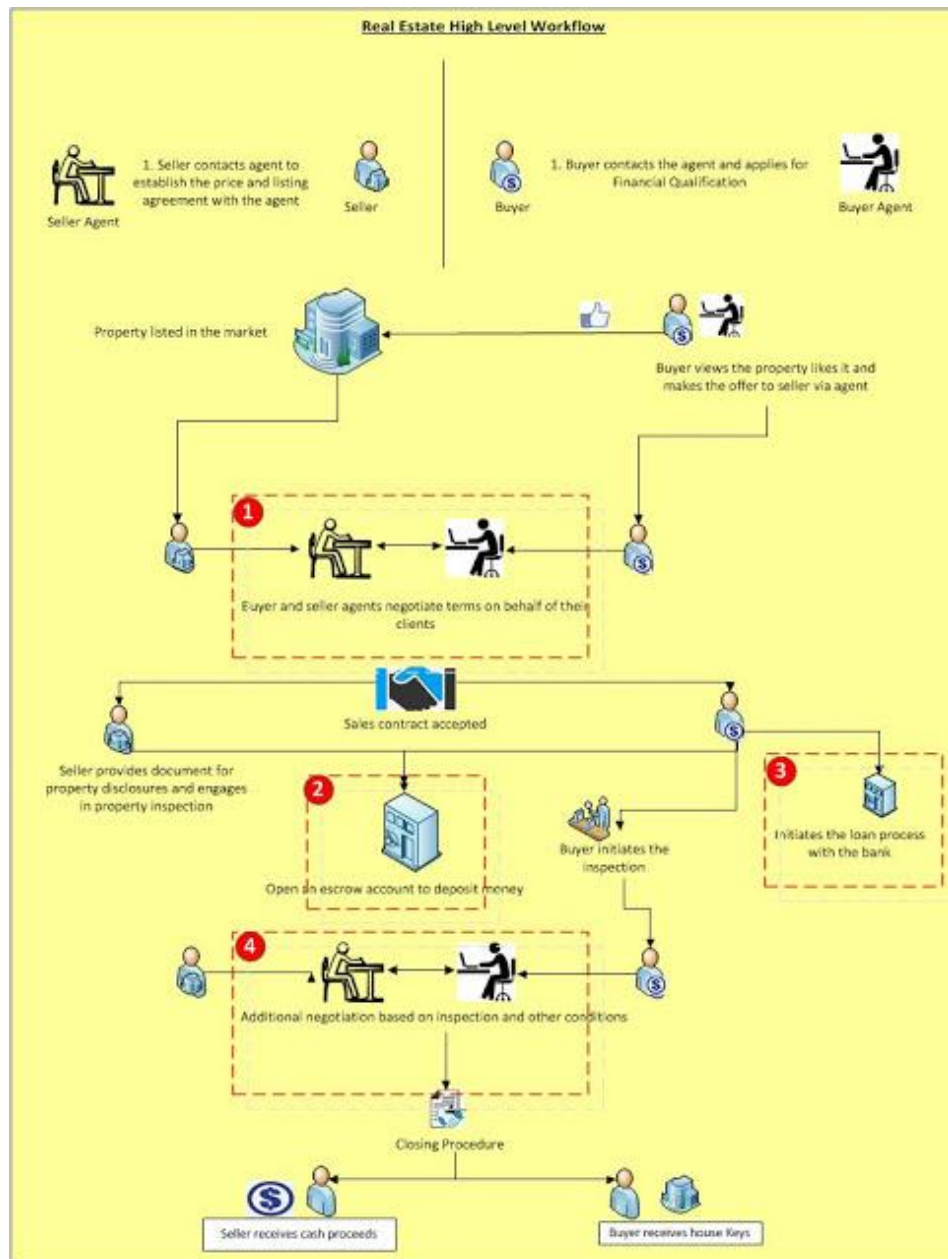 Real Estate High Level Workflow
1. Seller contacts agent to
establish the price and listing
agreement with the agent
Seller Agent
Seller
1. Buyer contacts the agent and applies for
Financial Qualification
Buyer
Buyer Agent
Property listed in the market
Buyer views the property likes it and
makes the offer to seller via agent
1
Euyer and seller agents negotiate terms on behalf of their
clients
Sales contract accepted
Seller provides document for
property disclosures and engages
in property inspection
2
Open an escrow account to deposit money
Buyer initiates the
inspection
3
Initiates the loan process
with the bank
4
Additional negotiation based on inspection and other conditions
Closing Procedure
Seller receives cash proceeds
Buyer receives house Keys